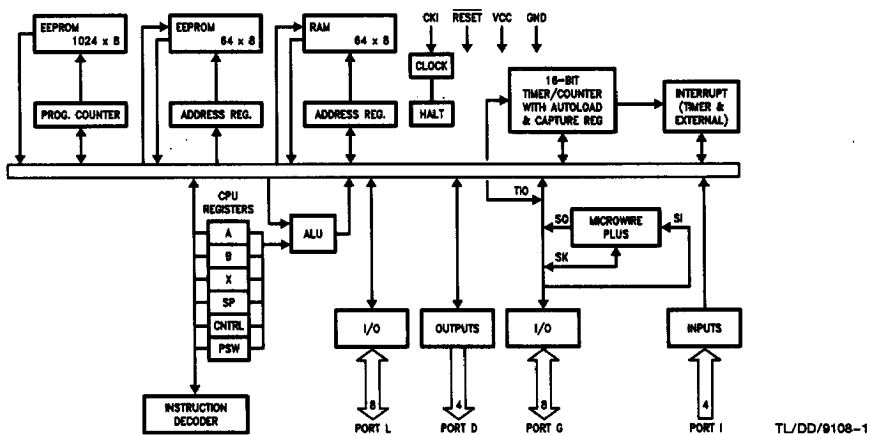 EEPROM
1024 x 8
EEPROM
64 x 8
RAM
64 x 8
CKI
RESET
VCC
GND
CLOCK
HALT
16-BIT
TIMER/COUNTER
WITH AUTOLOAD
& CAPTURE REG
INTERRUPT
(TIMER &
EXTERNAL)
PROG. COUNTER
ADDRESS REG.
ADDRESS REG.
CPU
REGISTERS
A
B
X
SP
CNTRL
PSW
ALU
TIO
SO
MICROWIRE
PLUS
SI
SK
I/O
OUTPUTS
I/O
INPUTS
INSTRUCTION
DECODER
8
4
8
4
PORT L
PORT D
PORT G
PORT I
TL/DD/9108-1